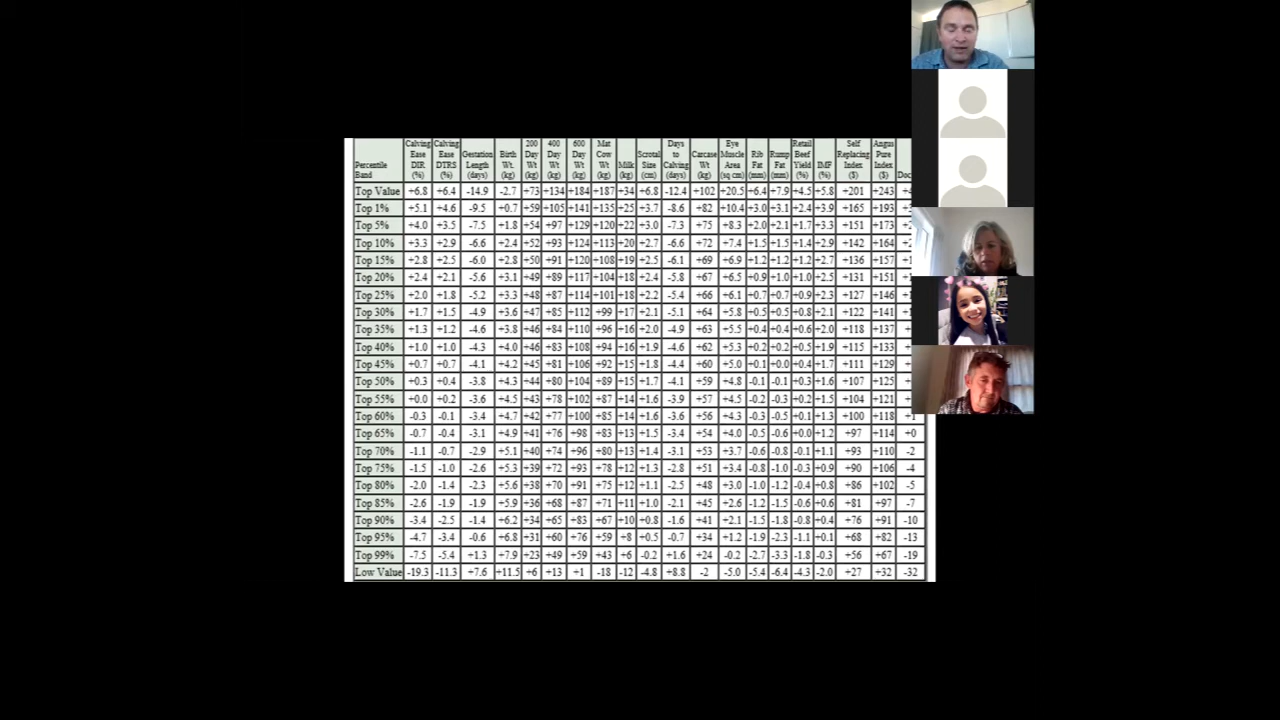 Percentile Band Calving Ease DIR (%) Calving Ease DTRS (%) Gestation Length (days) Birth Wt. (kg) 200 Day Wt (kg) 400 Day Wt (kg) 600 Day Wt (kg) Mat Cow Wt (kg) Milk (kg) Scrotal Size (cm) Days to Calving (days) Carcase Wt (kg) Eye Muscle Area (sq cm) Rib Fat (mm) Rump Fat (mm) Retail Beef Yield (%) IMF (%) Self Replacing Index ($) Angus Pure Index ($)
Top Value +6.8 +6.4 -14.9 -2.7 +73 +134 +184 +187 +34 +6.8 -12.4 +102 +20.5 +6.4 +7.9 +4.5 +5.8 +201 +243
Top 1% +5.1 +4.6 -9.5 +0.7 +59 +105 +141 +135 +25 +3.7 -8.6 +82 +10.4 +3.0 +3.1 +2.4 +3.9 +165 +193
Top 5% +4.0 +3.5 -7.5 +1.8 +54 +97 +129 +120 +22 +3.0 -7.3 +75 +8.3 +2.0 +2.1 +1.7 +3.3 +151 +173
Top 10% +3.3 +2.9 -6.6 +2.4 +52 +93 +124 +113 +20 +2.7 -6.6 +72 +7.4 +1.5 +1.5 +1.4 +2.9 +142 +164
Top 15% +2.8 +2.5 -6.0 +2.8 +50 +91 +120 +108 +19 +2.5 -6.1 +69 +6.9 +1.2 +1.2 +1.2 +2.7 +136 +157
Top 20% +2.4 +2.1 -5.6 +3.1 +49 +89 +117 +104 +18 +2.4 -5.8 +67 +6.5 +0.9 +1.0 +1.0 +2.5 +131 +151
Top 25% +2.0 +1.8 -5.2 +3.3 +48 +87 +114 +101 +18 +2.2 -5.4 +66 +6.1 +0.7 +0.7 +0.9 +2.3 +127 +146
Top 30% +1.7 +1.5 -4.9 +3.6 +47 +85 +112 +99 +17 +2.1 -5.1 +64 +5.8 +0.5 +0.5 +0.8 +2.1 +122 +141
Top 35% +1.3 +1.2 -4.6 +3.8 +46 +84 +110 +96 +16 +2.0 -4.9 +63 +5.5 +0.4 +0.4 +0.6 +2.0 +118 +137
Top 40% +1.0 +1.0 -4.3 +4.0 +46 +83 +108 +94 +16 +1.9 -4.6 +62 +5.3 +0.2 +0.2 +0.5 +1.9 +115 +133
Top 45% +0.7 +0.7 -4.1 +4.2 +45 +81 +106 +92 +15 +1.8 -4.4 +60 +5.0 +0.1 +0.0 +0.4 +1.7 +111 +129
Top 50% +0.3 +0.4 -3.8 +4.3 +44 +80 +104 +89 +15 +1.7 -4.1 +59 +4.8 -0.1 -0.1 +0.3 +1.6 +107 +125
Top 55% +0.0 +0.2 -3.6 +4.5 +43 +78 +102 +87 +14 +1.6 -3.9 +57 +4.5 -0.2 -0.3 +0.2 +1.5 +104 +121
Top 60% -0.3 -0.1 -3.4 +4.7 +42 +77 +100 +85 +14 +1.6 -3.6 +56 +4.3 -0.3 -0.5 +0.1 +1.3 +100 +118 +1
Top 65% -0.7 -0.4 -3.1 +4.9 +41 +76 +98 +83 +13 +1.5 -3.4 +54 +4.0 -0.5 -0.6 +0.0 +1.2 +97 +114 +0
Top 70% -1.1 -0.7 -2.9 +5.1 +40 +74 +96 +80 +13 +1.4 -3.1 +53 +3.7 -0.6 -0.8 -0.1 +1.1 +93 +110 -2
Top 75% -1.5 -1.0 -2.6 +5.3 +39 +72 +93 +78 +12 +1.3 -2.8 +51 +3.4 -0.8 -1.0 -0.3 +0.9 +90 +106 -4
Top 80% -2.0 -1.4 -2.3 +5.6 +38 +70 +91 +75 +12 +1.1 -2.5 +48 +3.0 -1.0 -1.2 -0.4 +0.8 +86 +102 -5
Top 85% -2.6 -1.9 -1.9 +5.9 +36 +68 +87 +71 +11 +1.0 -2.1 +45 +2.6 -1.2 -1.5 -0.6 +0.6 +81 +97 -7
Top 90% -3.4 -2.5 -1.4 +6.2 +34 +65 +83 +67 +10 +0.8 -1.6 +41 +2.1 -1.5 -1.8 -0.8 +0.4 +76 +91 -10
Top 95% -4.7 -3.4 -0.6 +6.8 +31 +60 +76 +59 +8 +0.5 -0.7 +34 +1.2 -1.9 -2.3 -1.1 +0.1 +68 +82 -13
Top 99% -7.5 -5.4 +1.3 +7.9 +23 +49 +59 +43 +6 -0.2 +1.6 +24 -0.2 -2.7 -3.3 -1.8 -0.3 +56 +67 -19
Low Value -19.3 -11.3 +7.6 +11.5 +6 +13 +1 -18 -12 -4.8 +8.8 -2 -5.0 -5.4 -6.4 -4.3 -2.0 +27 +32 -32